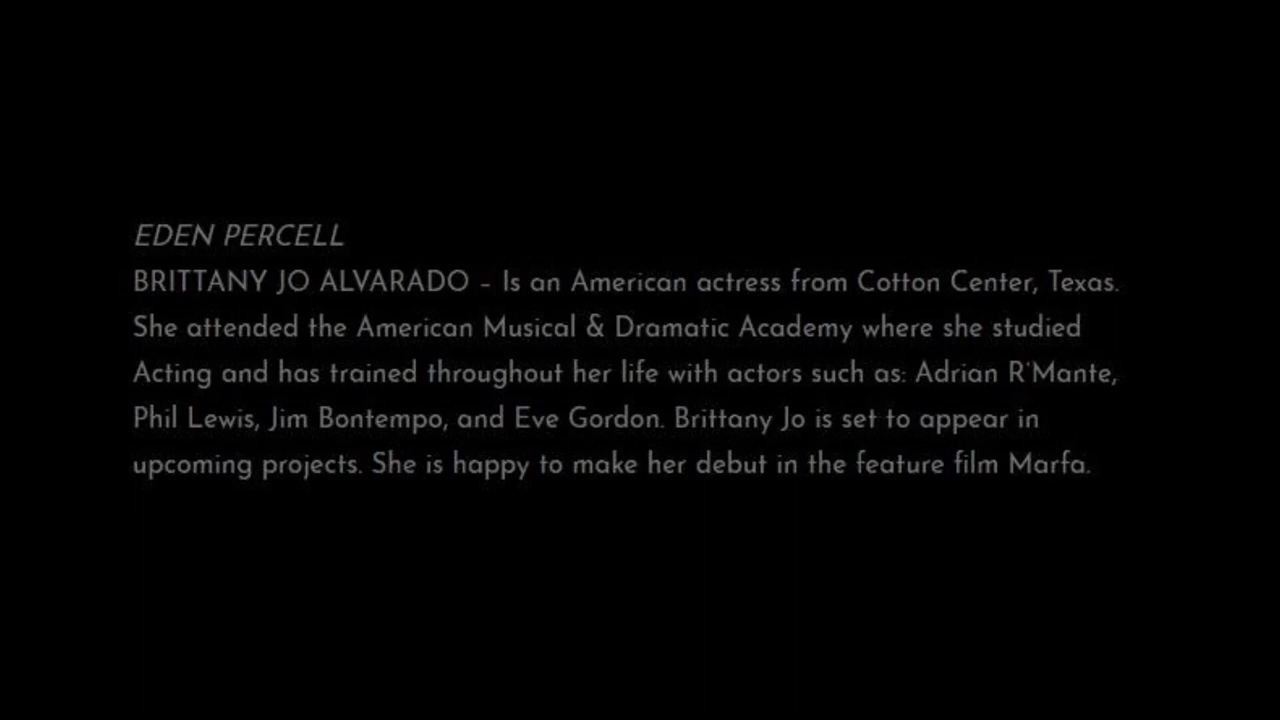 EDEN PERCELL
BRITTANY JO ALVARADO – Is an American actress from Cotton Center, Texas.
She attended the American Musical & Dramatic Academy where she studied
Acting and has trained throughout her life with actors such as: Adrian R'Mante,
Phil Lewis, Jim Bontempo, and Eve Gordon. Brittany Jo is set to appear in
upcoming projects. She is happy to make her debut in the feature film Marfa.